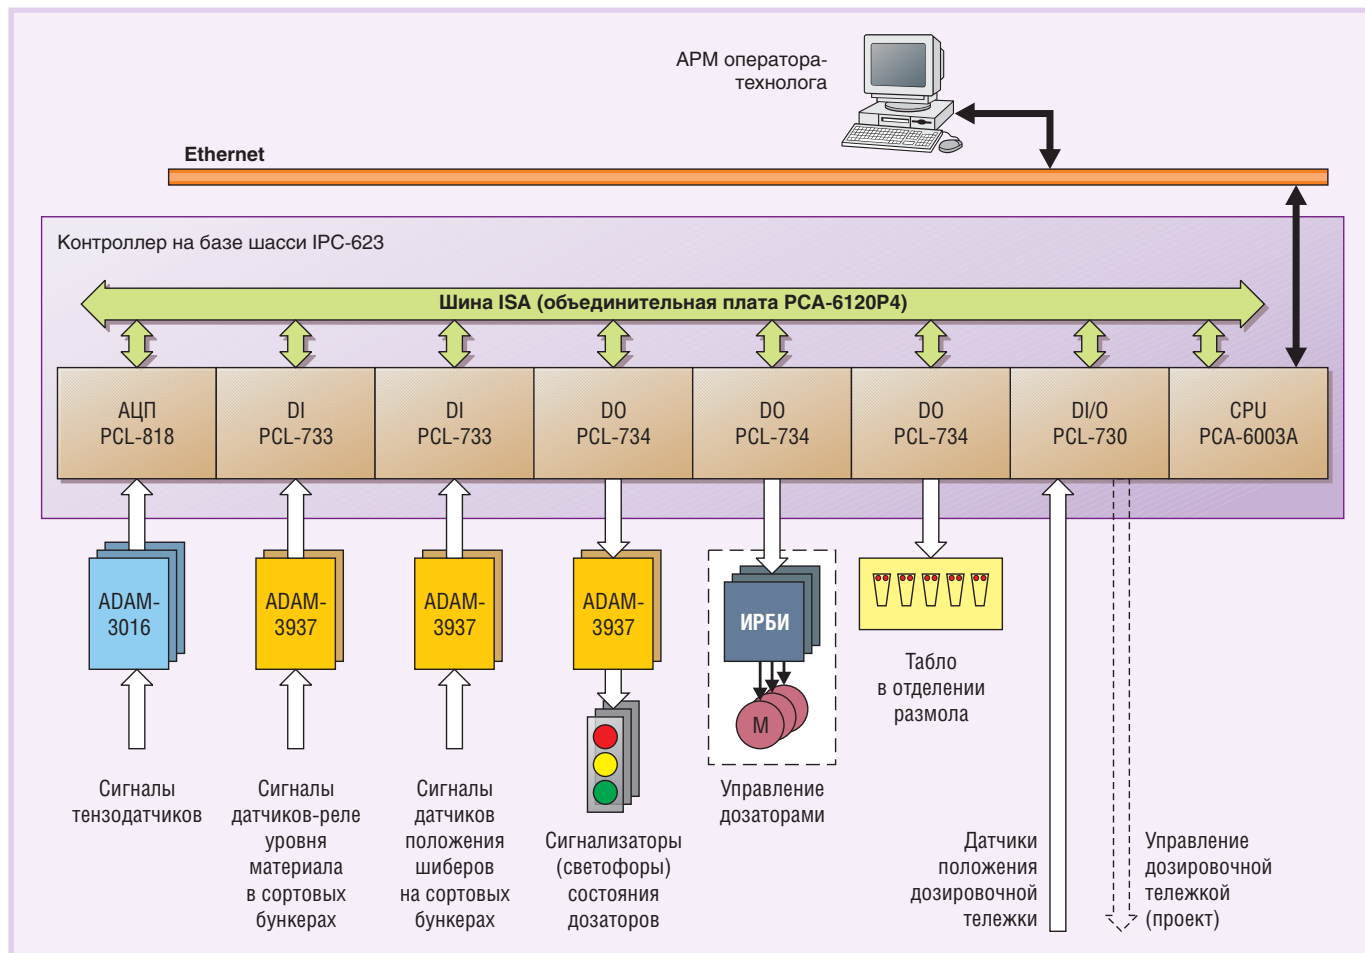 АРМ оператора-
технолога
Ethernet
Контроллер на базе шасси IPC-623
Шина ISA (объединительная плата PCA-6120P4)
АЦП
PCL-818
DI
PCL-733
DI
PCL-733
DO
PCL-734
DO
PCL-734
DO
PCL-734
DI/O
PCL-730
CPU
PCA-6003A
ADAM-
3016
ADAM-
3937
ADAM-
3937
ADAM-
3937
ИРБИ
М
Табло
в отделении
размола
Сигналы
тензодатчиков
Сигналы
датчиков-реле
уровня
материала
в сортовых
бункерах
Сигналы
датчиков
положения
шиберов
на сортовых
бункерах
Сигнализаторы
(светофоры)
состояния
дозаторов
Управление
дозаторами
Датчики
положения
дозировочной
тележки
Управление
дозировочной
тележкой
(проект)